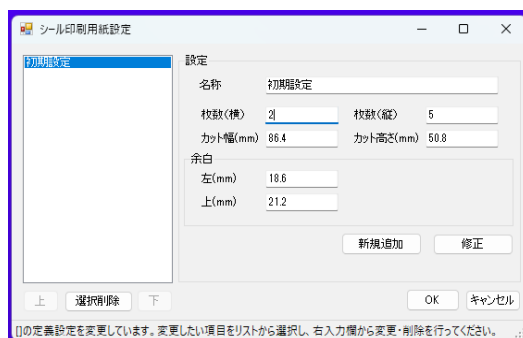 シール印刷用紙設定
初期設定
設定
名称 初期設定
枚数(横) 2 枚数(縦) 5
カット幅(mm) 86.4 カット高さ(mm) 50.8
余白
左(mm) 18.6
上(mm) 21.2
新規追加 修正
上 選択削除 下 OK キャンセル
[]の定義設定を変更しています。変更したい項目をリストから選択し、右入力欄から変更・削除を行ってください。